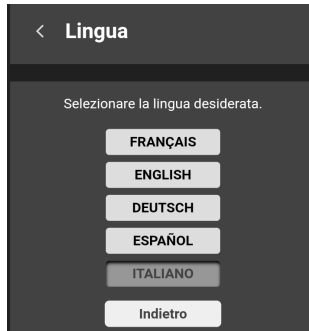 Lingua
Selezionare la lingua desiderata.
FRANÇAIS
ENGLISH
DEUTSCH
ESPAÑOL
ITALIANO
Indietro